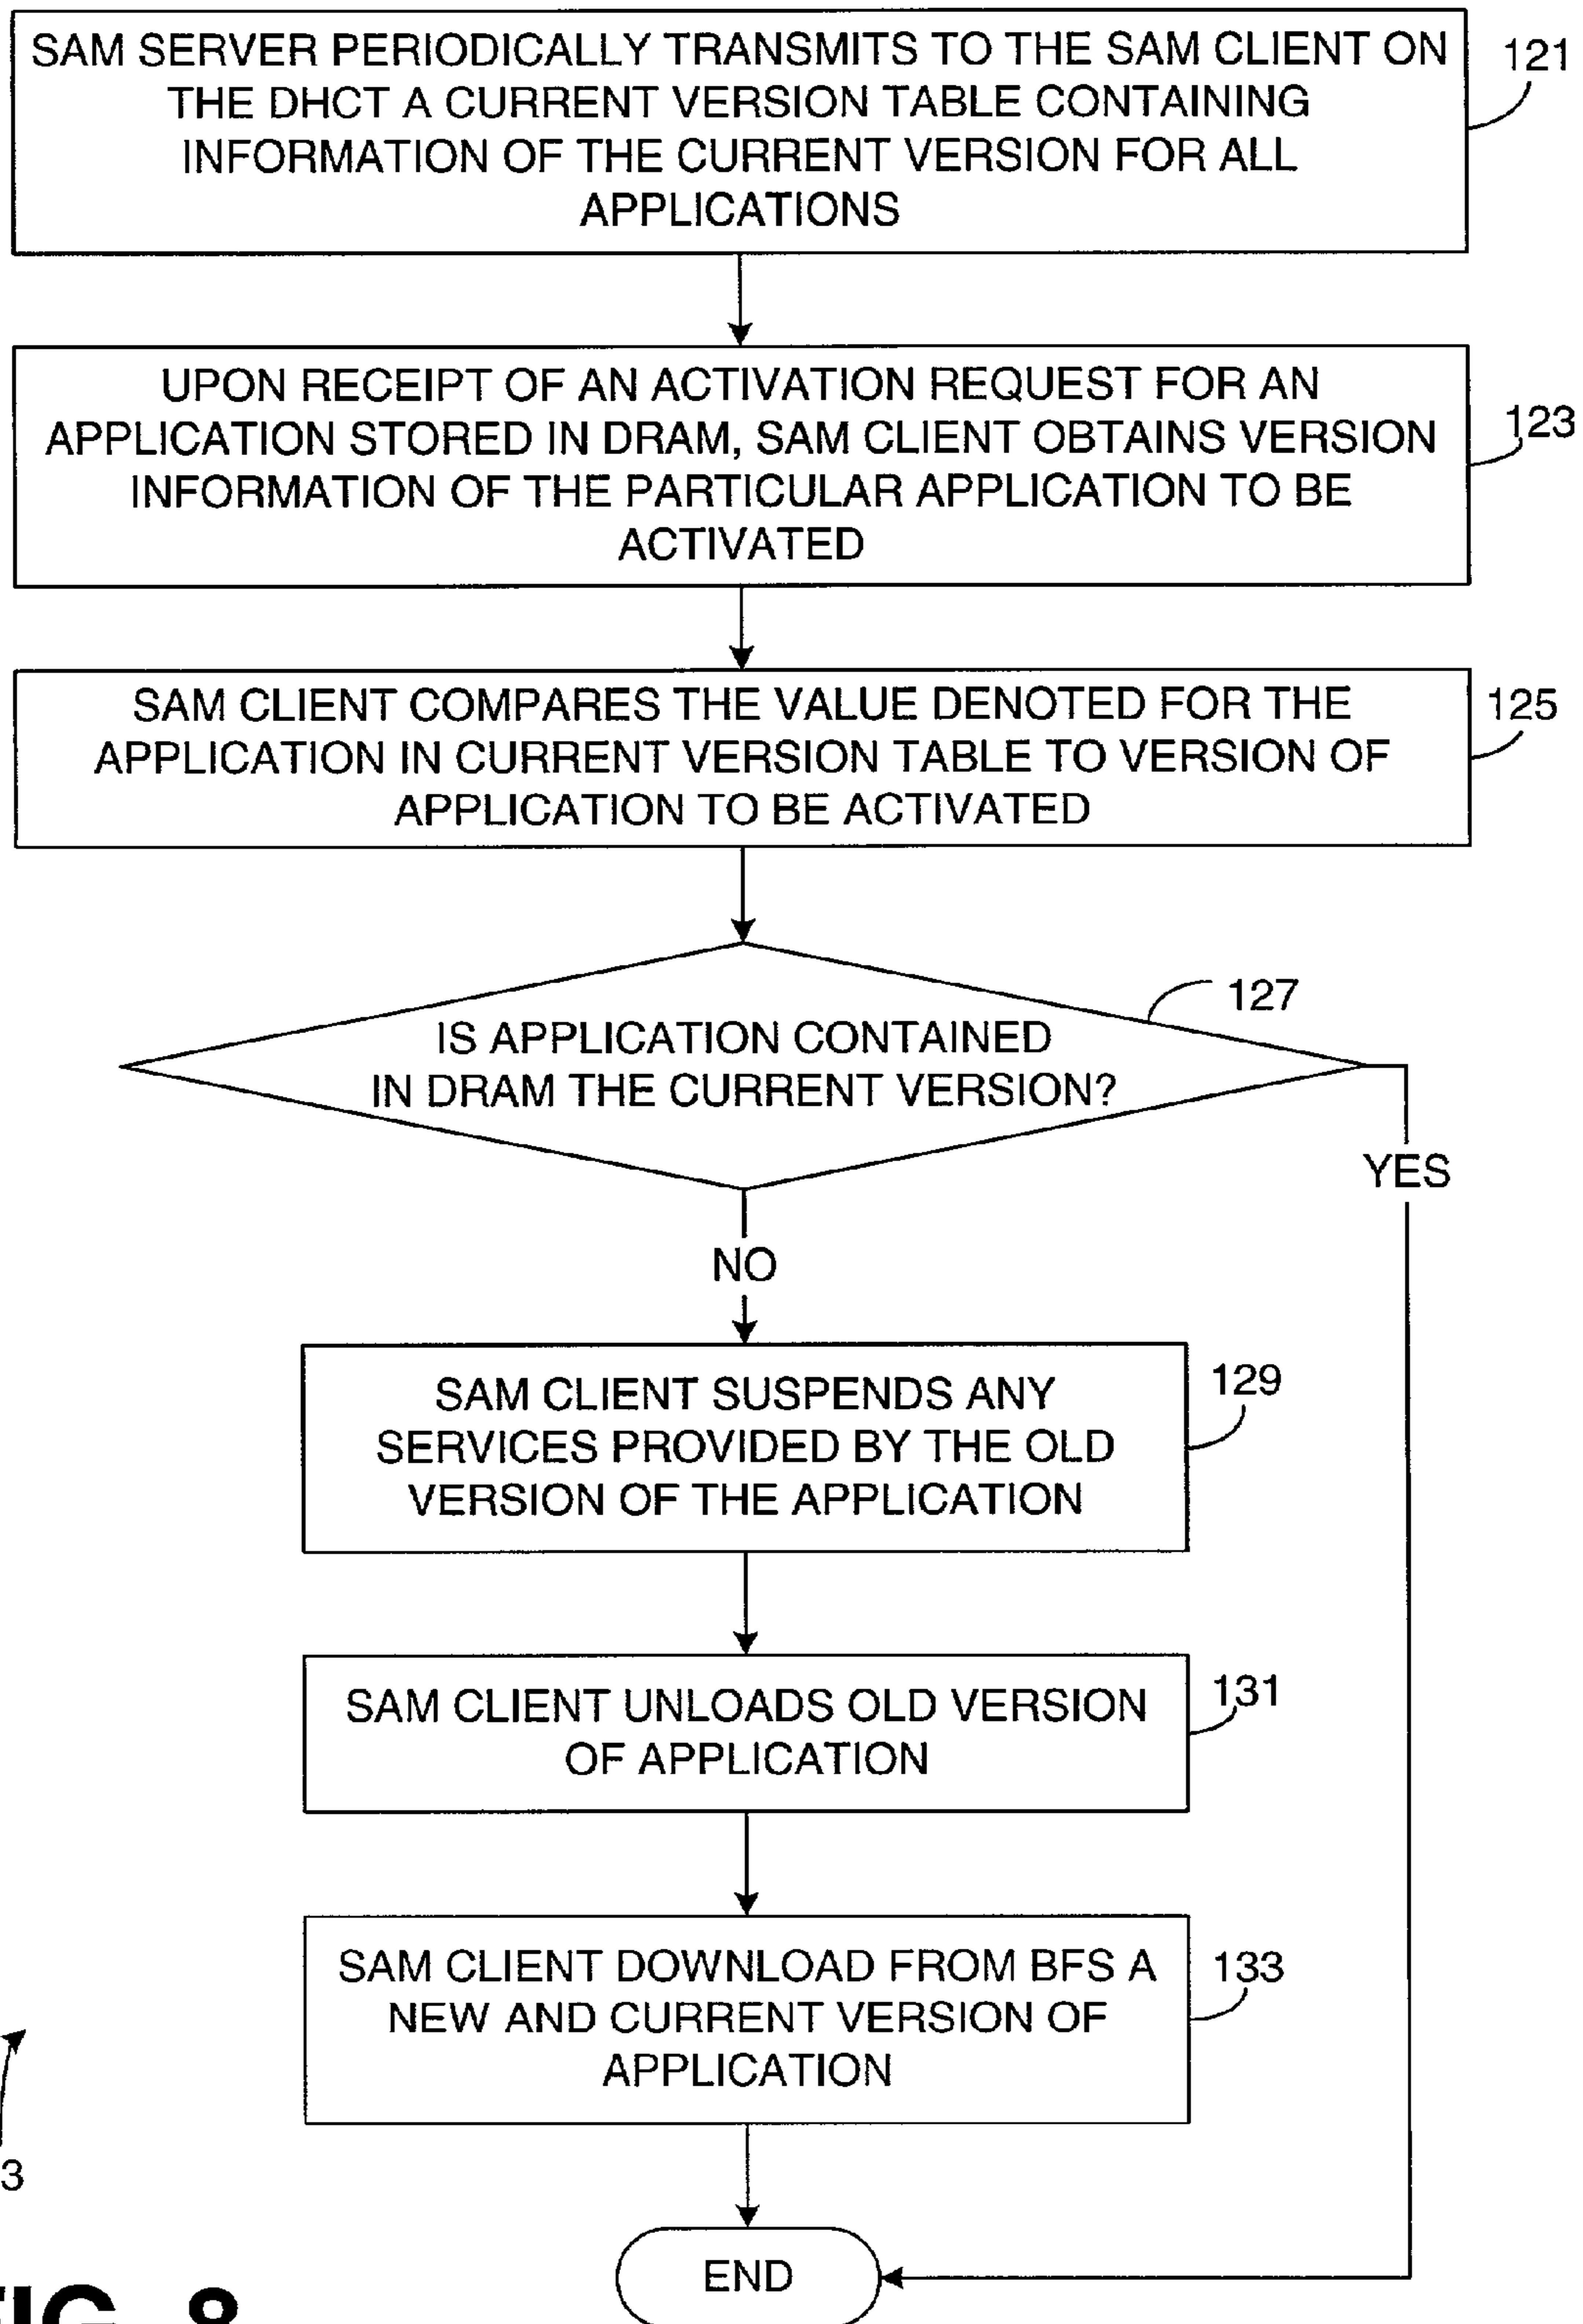 SAM SERVER PERIODICALLY TRANSMITS TO THE SAM CLIENT ON
THE DHCT A CURRENT VERSION TABLE CONTAINING
INFORMATION OF THE CURRENT VERSION FOR ALL
APPLICATIONS
121
UPON RECEIPT OF AN ACTIVATION REQUEST FOR AN
APPLICATION STORED IN DRAM, SAM CLIENT OBTAINS VERSION
INFORMATION OF THE PARTICULAR APPLICATION TO BE
ACTIVATED
123
SAM CLIENT COMPARES THE VALUE DENOTED FOR THE
APPLICATION IN CURRENT VERSION TABLE TO VERSION OF
APPLICATION TO BE ACTIVATED
125
127
IS APPLICATION CONTAINED
IN DRAM THE CURRENT VERSION?
YES
NO
SAM CLIENT SUSPENDS ANY
SERVICES PROVIDED BY THE OLD
VERSION OF THE APPLICATION
129
SAM CLIENT UNLOADS OLD VERSION
OF APPLICATION
131
SAM CLIENT DOWNLOAD FROM BFS A
NEW AND CURRENT VERSION OF
APPLICATION
133
3
END
FIG. 8